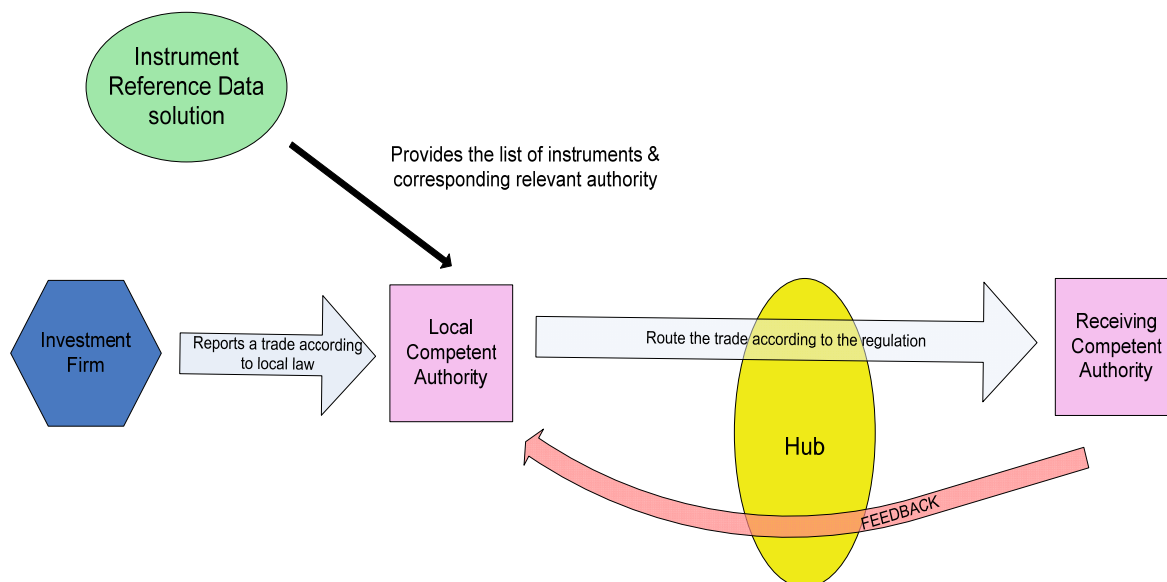 Instrument
Reference Data
solution
Provides the list of instruments &
corresponding relevant authority
Investment
Firm
Reports a trade according
to local law
Local
Competent
Authority
Route the trade according to the regulation
Receiving
Competent
Authority
Hub
FEEDBACK